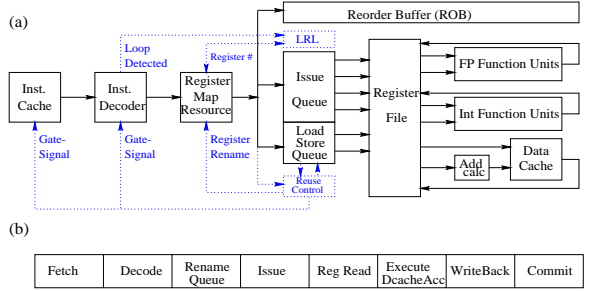 (a)
Reorder Buffer (ROB)
Loop
Detected
LRL
Register #
Inst.
Cache
Inst.
Decoder
Register
Map
Resource
Issue
Queue
Load
Store
Queue
Register
File
FP Function Units
Int Function Units
Add
calc
Data
Cache
Gate-
Signal
Gate-
Signal
Register
Rename
Reuse
Control
(b)
Fetch
Decode
Rename
Queue
Issue
Reg Read
Execute
DcacheAcc
WriteBack
Commit